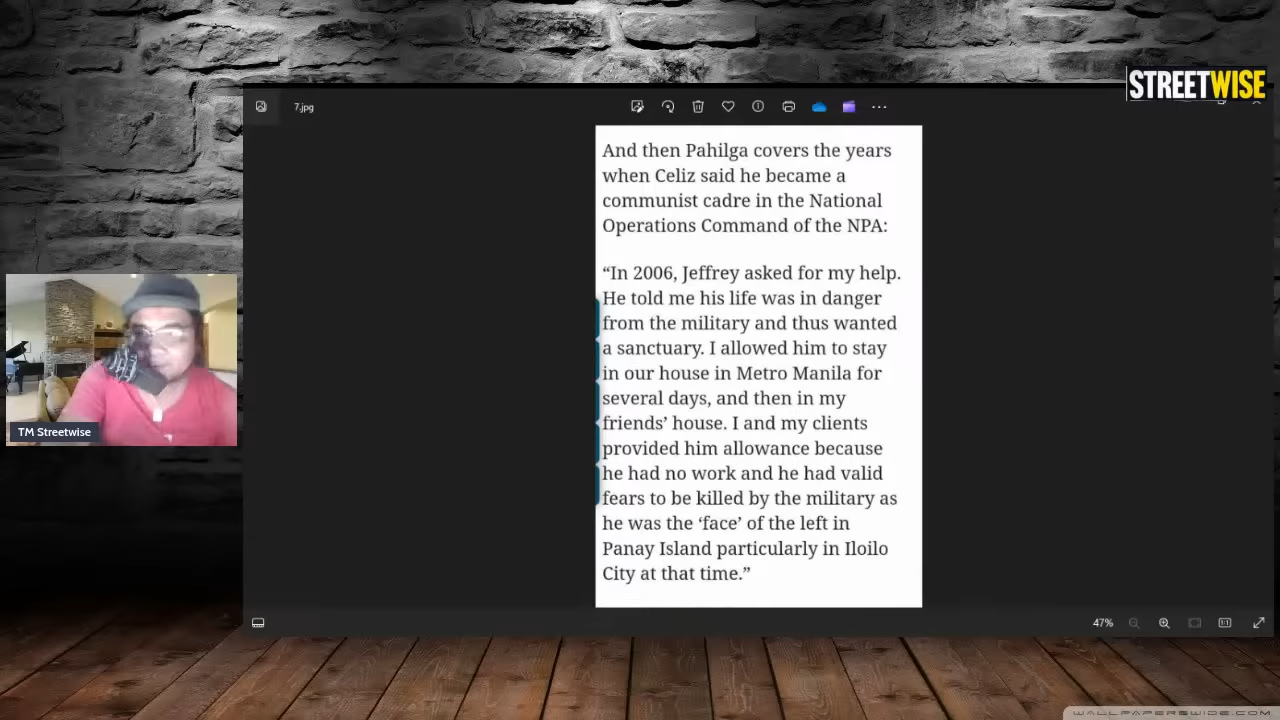 STREETWISE
7.jpg
And then Pahilga covers the years
when Celiz said he became a
communist cadre in the National
Operations Command of the NPA:
“In 2006, Jeffrey asked for my help.
He told me his life was in danger
from the military and thus wanted
a sanctuary. I allowed him to stay
in our house in Metro Manila for
several days, and then in my
friends’ house. I and my clients
provided him allowance because
he had no work and he had valid
fears to be killed by the military as
he was the ‘face’ of the left in
Panay Island particularly in Iloilo
City at that time.”
TM Streetwise
47%
WALLPAPERSWIDE.COM